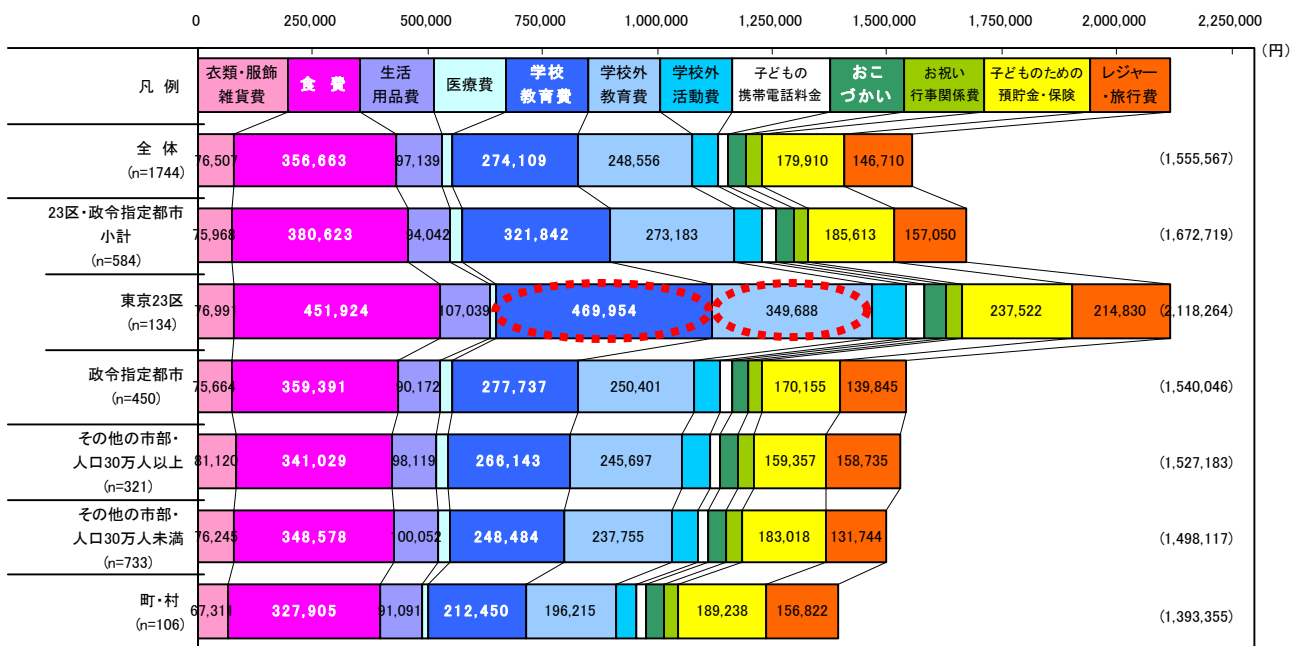 0 250,000 500,000 750,000 1,000,000 1,250,000 1,500,000 1,750,000 2,000,000 2,250,000
(円)
凡 例
衣類・服飾
雑貨費
食 費
生活
用品費
医療費
学校
教育費
学校外
教育費
学校外
活動費
子どもの
携帯電話料金
おこ
づかい
お祝い
行事関係費
子どものための
預貯金・保険
レジャー
・旅行費
全 体
(n=1744)
76,507 356,663 97,139 274,109 248,556 179,910 146,710 (1,555,567)
23区・政令指定都市
小計
(n=584)
75,968 380,623 94,042 321,842 273,183 185,613 157,050 (1,672,719)
東京23区
(n=134)
76,991 451,924 107,039 469,954 349,688 237,522 214,830 (2,118,264)
政令指定都市
(n=450)
75,664 359,391 90,172 277,737 250,401 170,155 139,845 (1,540,046)
その他の市部・
人口30万人以上
(n=321)
81,120 341,029 98,119 266,143 245,697 159,357 158,735 (1,527,183)
その他の市部・
人口30万人未満
(n=733)
76,245 348,578 100,052 248,484 237,755 183,018 131,744 (1,498,117)
町・村
(n=106)
67,311 327,905 91,091 212,450 196,215 189,238 156,822 (1,393,355)